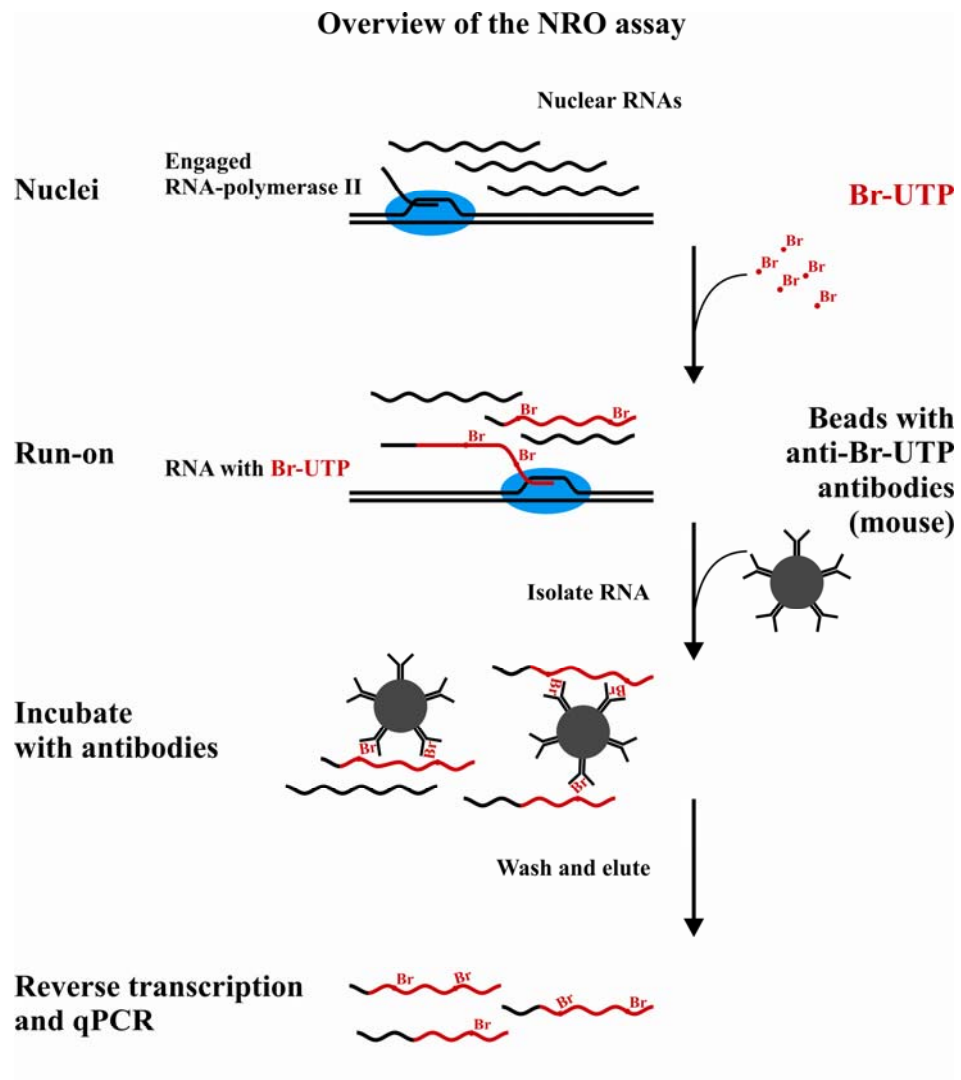 Overview of the NRO assay
Nuclear RNAs
Engaged
RNA-polymerase II
Nuclei
Br-UTP
Br
Br
Br
Br
Br
Br
Br
Br
Br
Run-on
RNA with Br-UTP
Beads with
anti-Br-UTP
antibodies
(mouse)
Isolate RNA
Br
Br
Incubate
with antibodies
Br
Br
Br
Wash and elute
Reverse transcription
and qPCR
Br
Br
Br
Br
Br